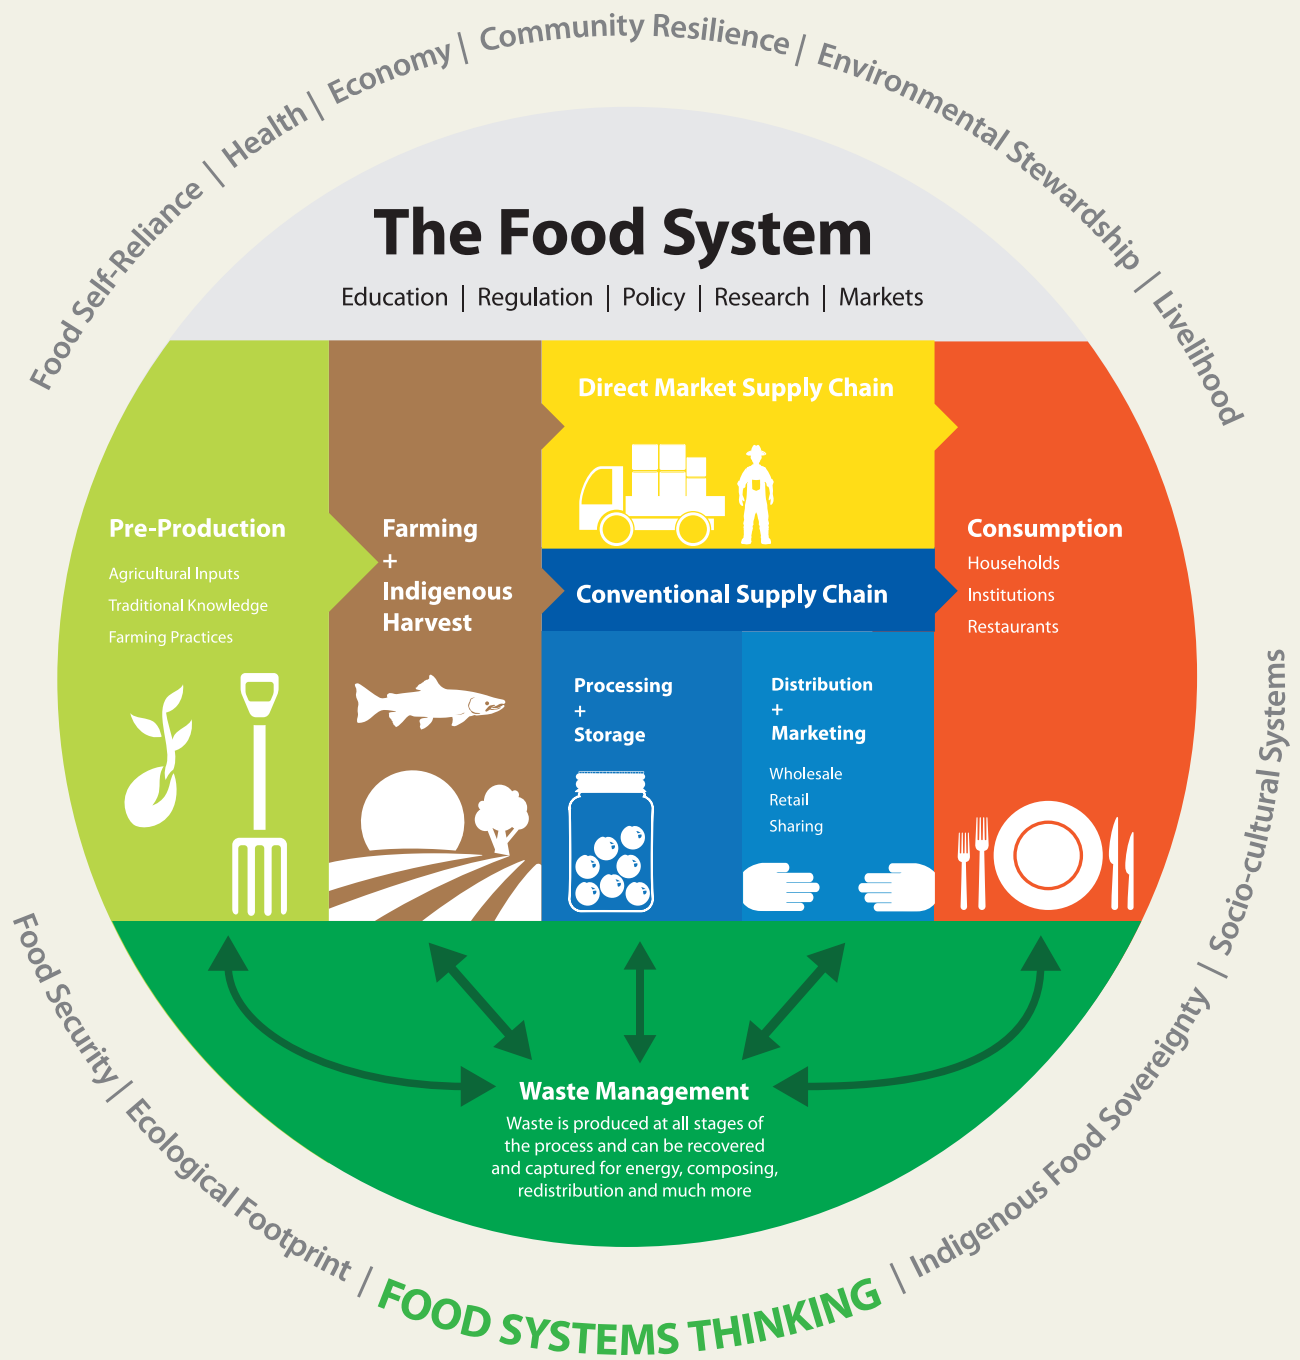 Food Self-Reliance | Health | Economy | Community Resilience | Environmental Stewardship | Livelihood
The Food System
Education | Regulation | Policy | Research | Markets
Pre-Production
Agricultural Inputs
Traditional Knowledge
Farming Practices
Farming
+
Indigenous
Harvest
Direct Market Supply Chain
Conventional Supply Chain
Processing
+
Storage
Distribution
+
Marketing
Wholesale
Retail
Sharing
Consumption
Households
Institutions
Restaurants
Waste Management
Waste is produced at all stages of
the process and can be recovered
and captured for energy, composing,
redistribution and much more
Food Security | Ecological Footprint | FOOD SYSTEMS THINKING | Indigenous Food Sovereignty | Socio-cultural Systems